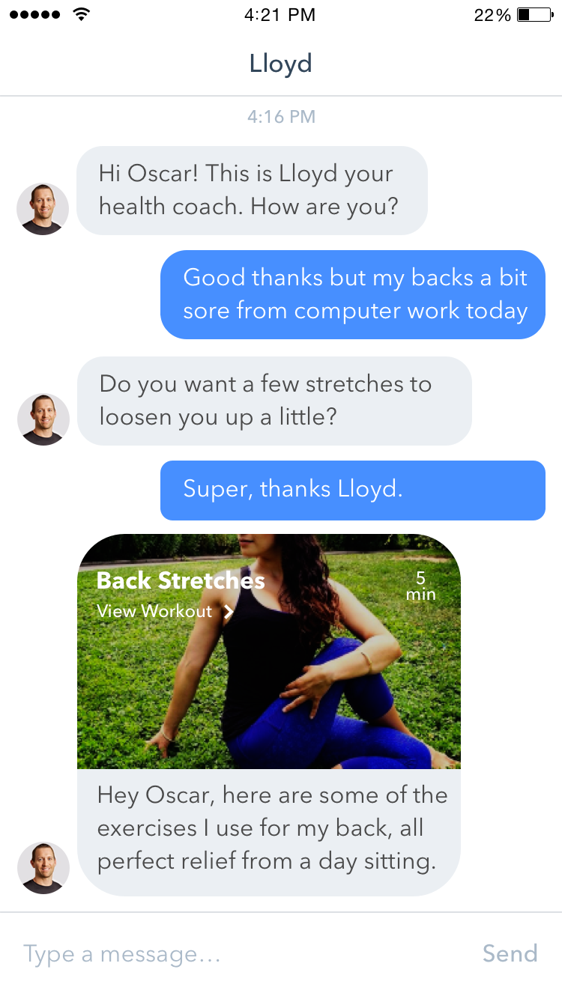 4:21 PM
22%
Lloyd
4:16 PM
Hi Oscar! This is Lloyd your
health coach. How are you?
Good thanks but my backs a bit
sore from computer work today
Do you want a few stretches to
loosen you up a little?
Super, thanks Lloyd.
Back Stretches
View Workout
5
min
Hey Oscar, here are some of the
exercises I use for my back, all
perfect relief from a day sitting.
Type a message...
Send